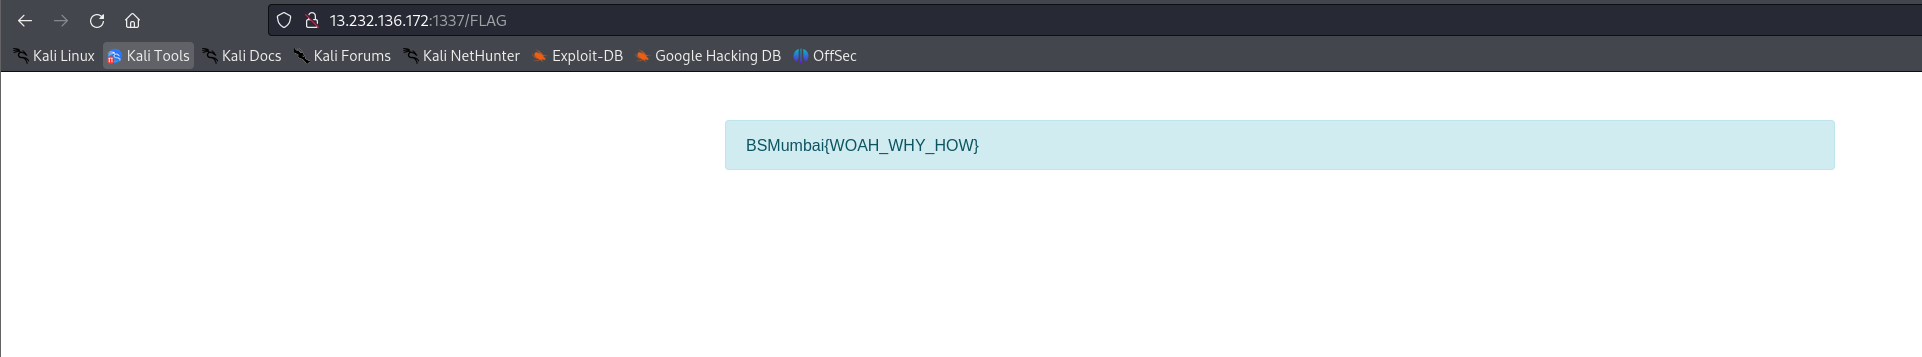 13.232.136.172:1337/FLAG
Kali Linux Kali Tools Kali Docs Kali Forums Kali NetHunter Exploit-DB Google Hacking DB OffSec
BSMumbai{WOAH_WHY_HOW}